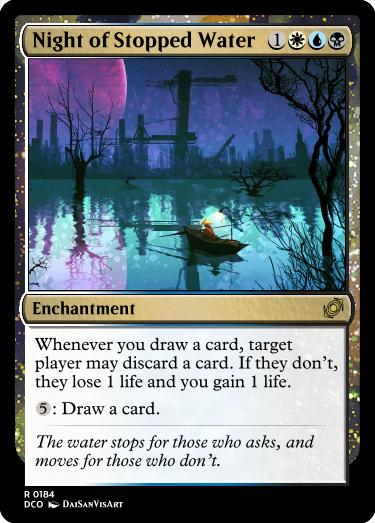 Night of Stopped Water 1
Enchantment
Whenever you draw a card, target
player may discard a card. If they don't,
they lose 1 life and you gain 1 life.
5: Draw a card.
The water stops for those who asks, and
moves for those who don't.
R 0184
DCO DaiSanVisArt